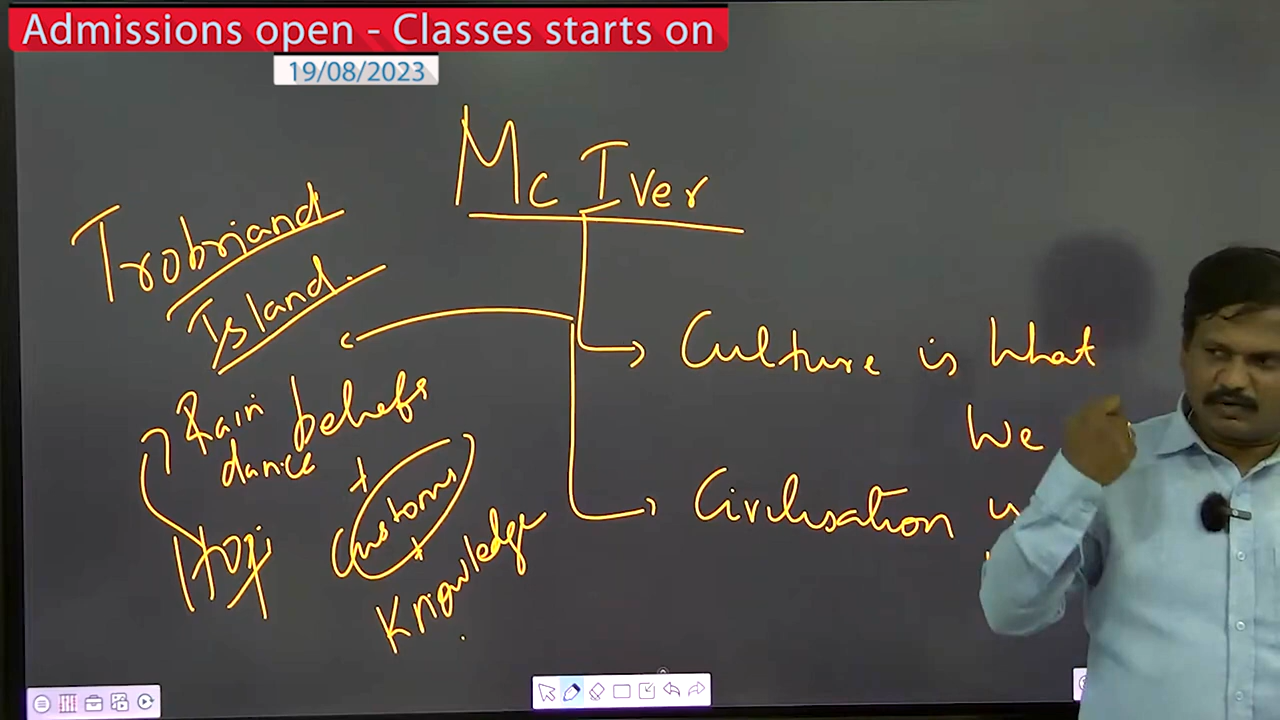 Admissions open - Classes starts on
19/08/2023
Mc Iver
Trobriand
Island.
Culture is what
We
Civilisation
Rain
dance
beliefs
+
Customs
+
Knowledge